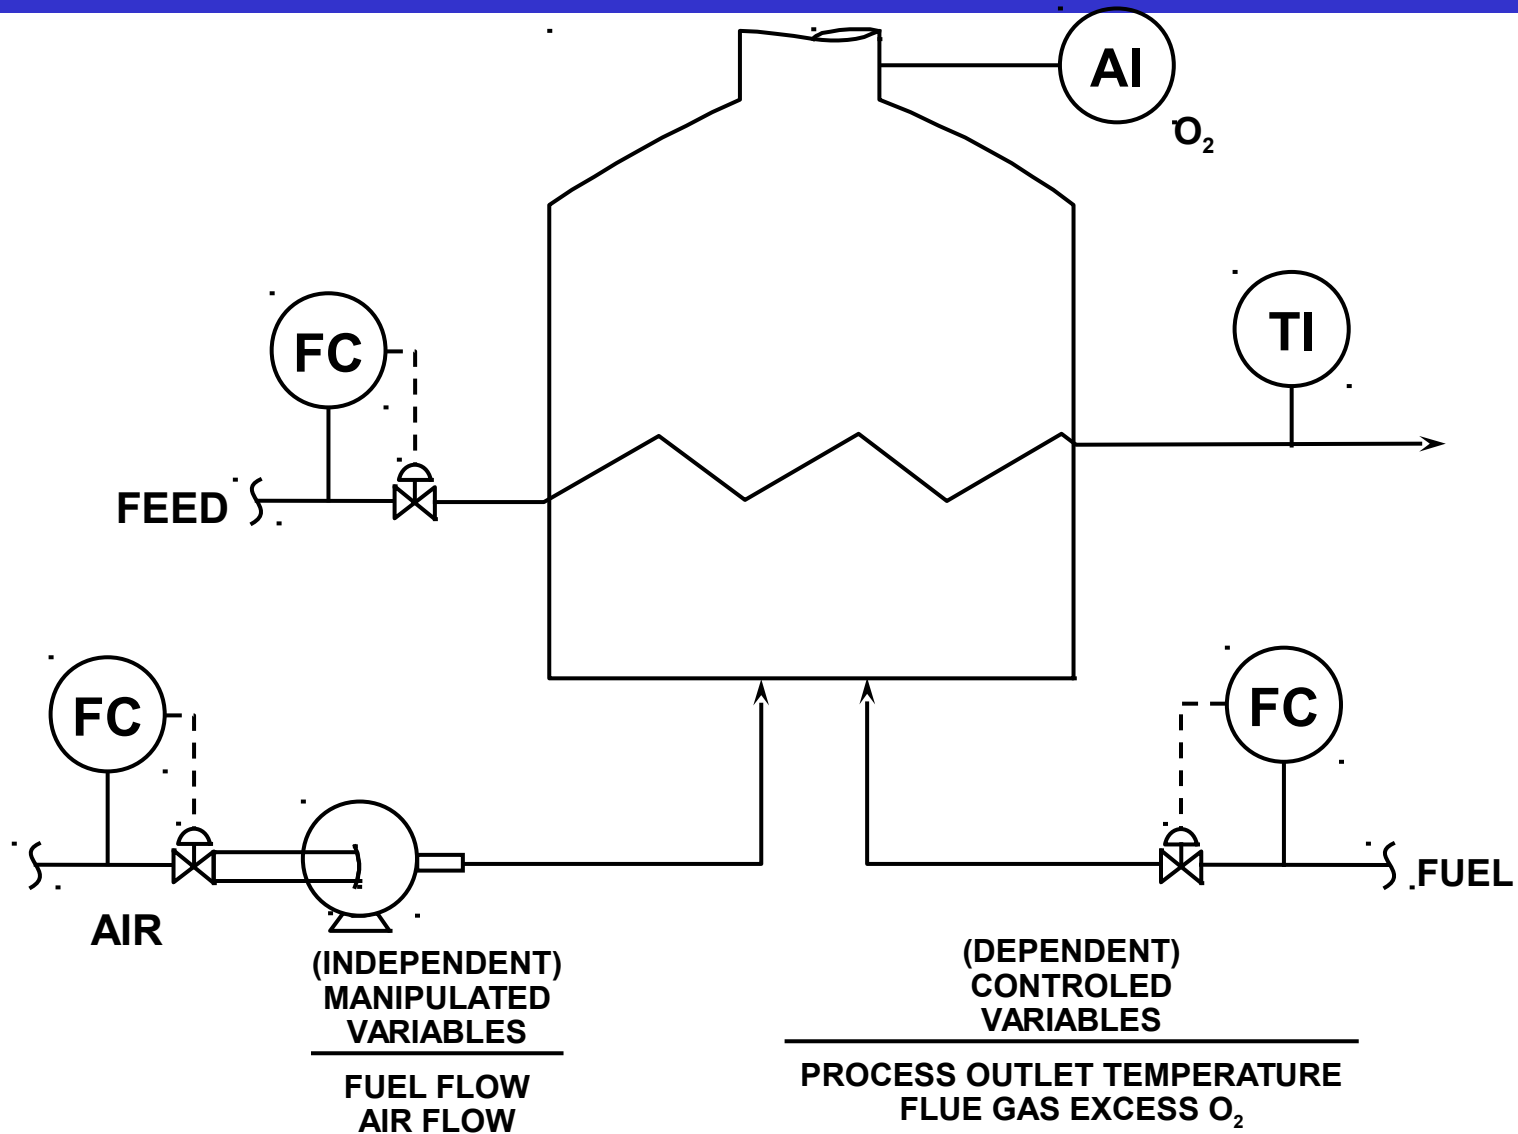 AI
O₂
TI
FC
FEED
FC
FC
FUEL
AIR
(INDEPENDENT)
MANIPULATED
VARIABLES
FUEL FLOW
AIR FLOW
(DEPENDENT)
CONTROLED
VARIABLES
PROCESS OUTLET TEMPERATURE
FLUE GAS EXCESS O₂